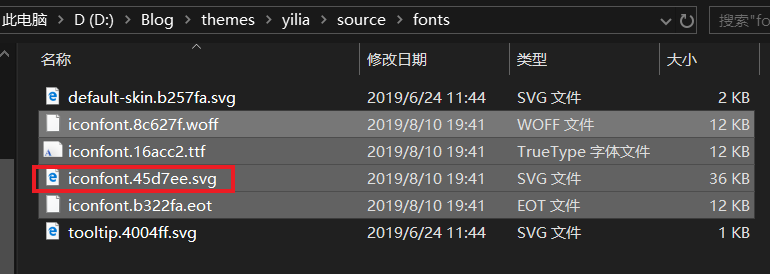 此电脑 › D (D:) › Blog › themes › yilia › source › fonts 搜索"fo
名称 修改日期 类型 大小
default-skin.b257fa.svg 2019/6/24 11:44 SVG 文件 2 KB
iconfont.8c627f.woff 2019/8/10 19:41 WOFF 文件 12 KB
iconfont.16acc2.ttf 2019/8/10 19:41 TrueType 字体文件 12 KB
iconfont.45d7ee.svg 2019/8/10 19:41 SVG 文件 36 KB
iconfont.b322fa.eot 2019/8/10 19:41 EOT 文件 12 KB
tooltip.4004ff.svg 2019/6/24 11:44 SVG 文件 1 KB